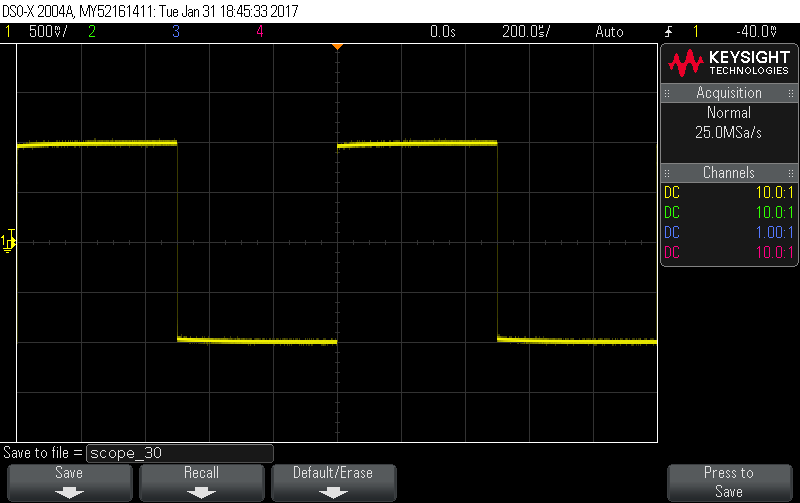 DSO-X 2004A, MY52161411: Tue Jan 31 18:45:33 2017
1 500㎷/ 2 3 4 0.0s 200.0㎲/ Auto 1 -40.0㎷
KEYSIGHT
TECHNOLOGIES
Acquisition
Normal
25.0MSa/s
Channels
DC 10.0:1
DC 10.0:1
DC 1.00:1
DC 10.0:1
T
1
Save to file = scope_30
Save Recall Default/Erase Press to
Save